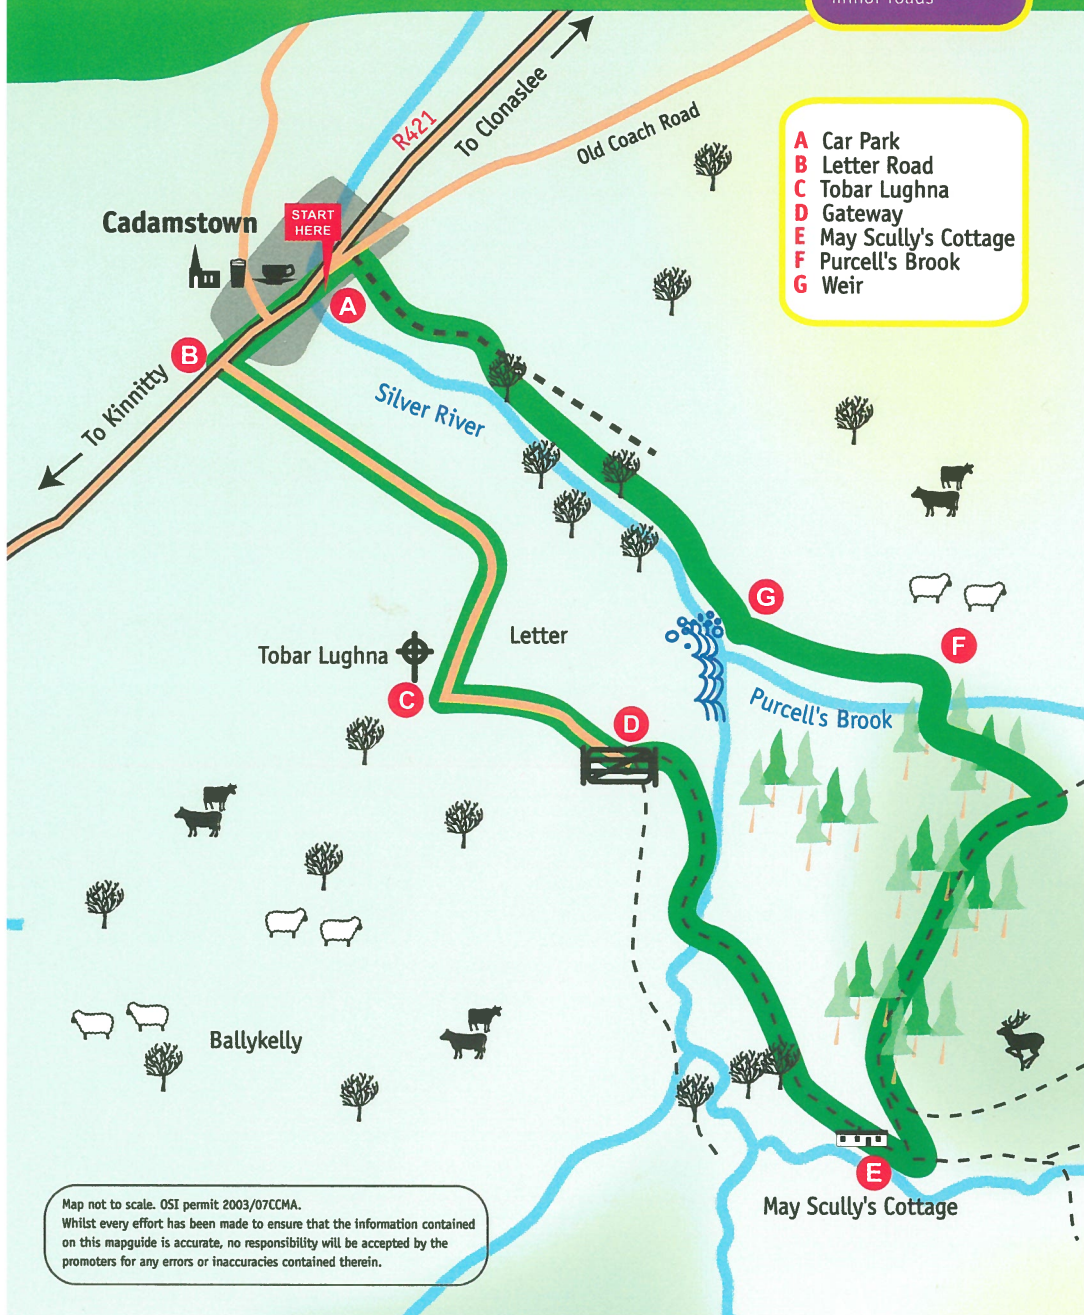 R421
To Clonaslee
Old Coach Road
A Car Park
B Letter Road
C Tobar Lughna
D Gateway
E May Scully's Cottage
F Purcell's Brook
G Weir
Cadamstown
START
HERE
A
B
To Kinnitty
Silver River
G
F
Letter
Tobar Lughna
C
D
Purcell's Brook
Ballykelly
E
May Scully's Cottage
Map not to scale. OSI permit 2003/07CCMA.
Whilst every effort has been made to ensure that the information contained
on this mapguide is accurate, no responsibility will be accepted by the
promoters for any errors or inaccuracies contained therein.